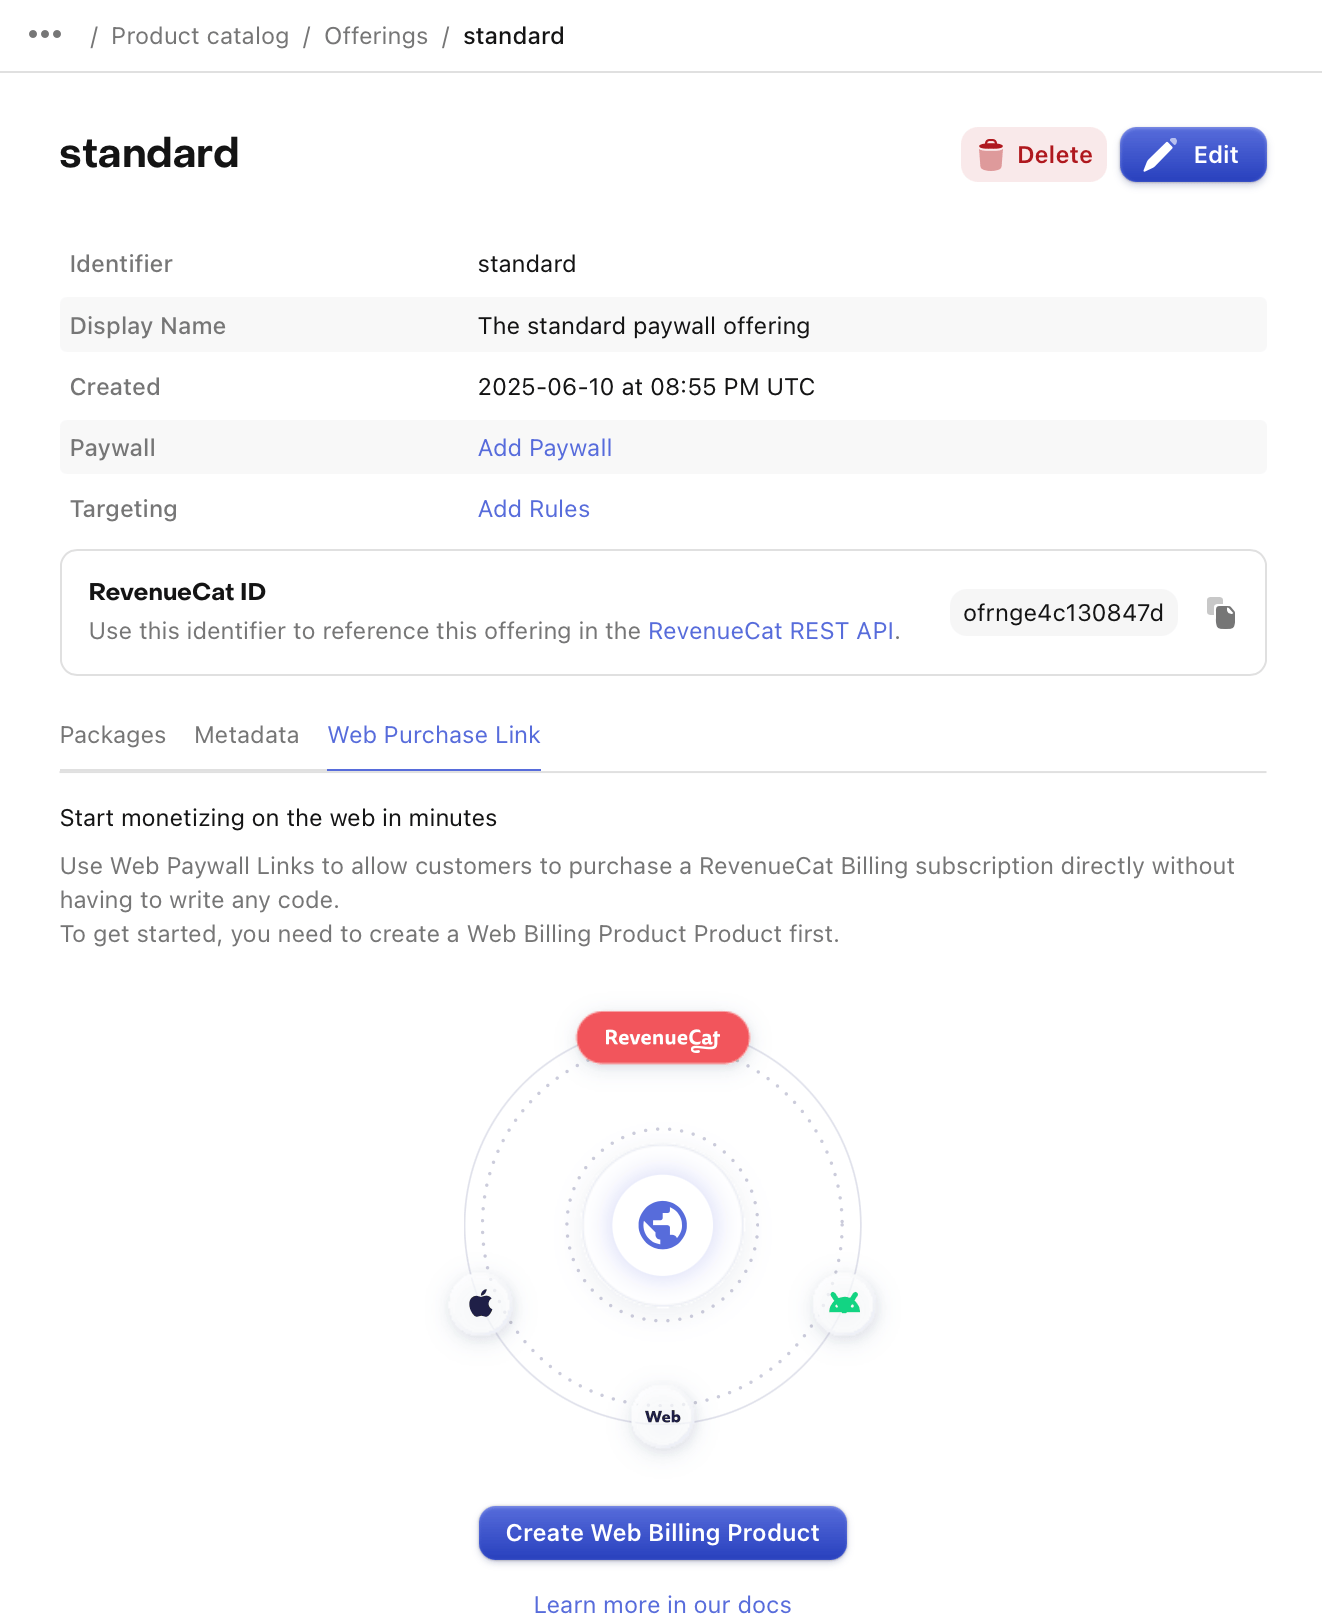 ••• / Product catalog / Offerings / standard
standard
Delete
Edit
Identifier standard
Display Name The standard paywall offering
Created 2025-06-10 at 08:55 PM UTC
Paywall Add Paywall
Targeting Add Rules
RevenueCat ID
Use this identifier to reference this offering in the RevenueCat REST API.
ofrnge4c130847d
Packages Metadata Web Purchase Link
Start monetizing on the web in minutes
Use Web Paywall Links to allow customers to purchase a RevenueCat Billing subscription directly without
having to write any code.
To get started, you need to create a Web Billing Product Product first.
RevenueCat
Web
Create Web Billing Product
Learn more in our docs